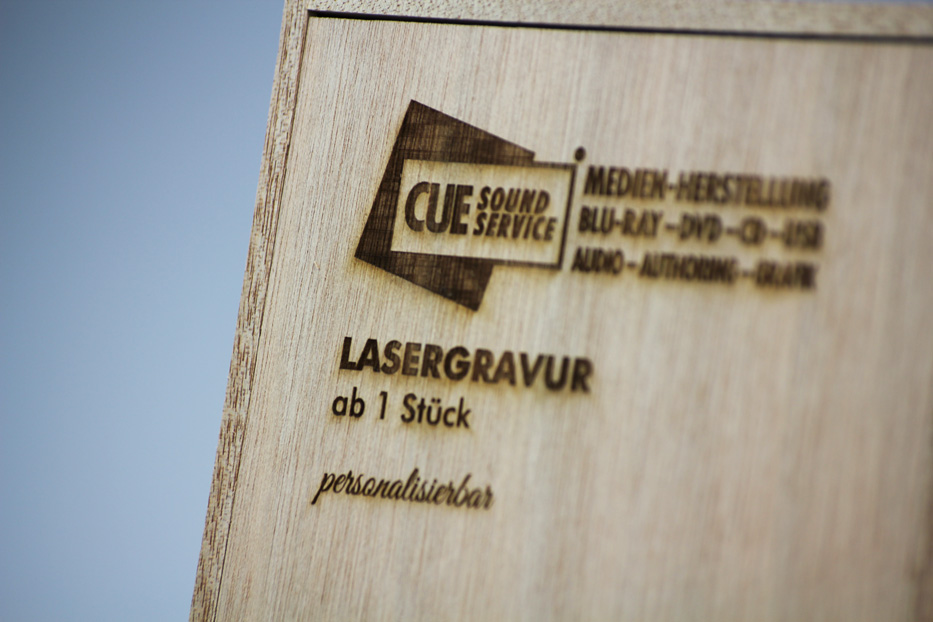 CUE SOUND SERVICE
MEDIEN-HERSTELLUNG
BLU-RAY - DVD - CD - USB
AUDIO - AUTHORING - GRAFIK
LASERGRAVUR
ab 1 Stück
personalisierbar